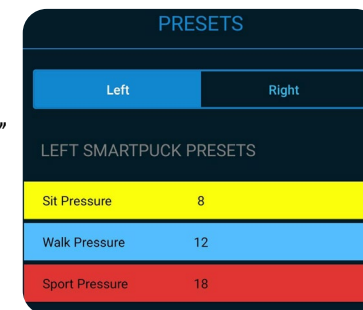 PRESETS
Left Right
”
LEFT SMARTPUCK PRESETS
Sit Pressure 8
Walk Pressure 12
Sport Pressure 18